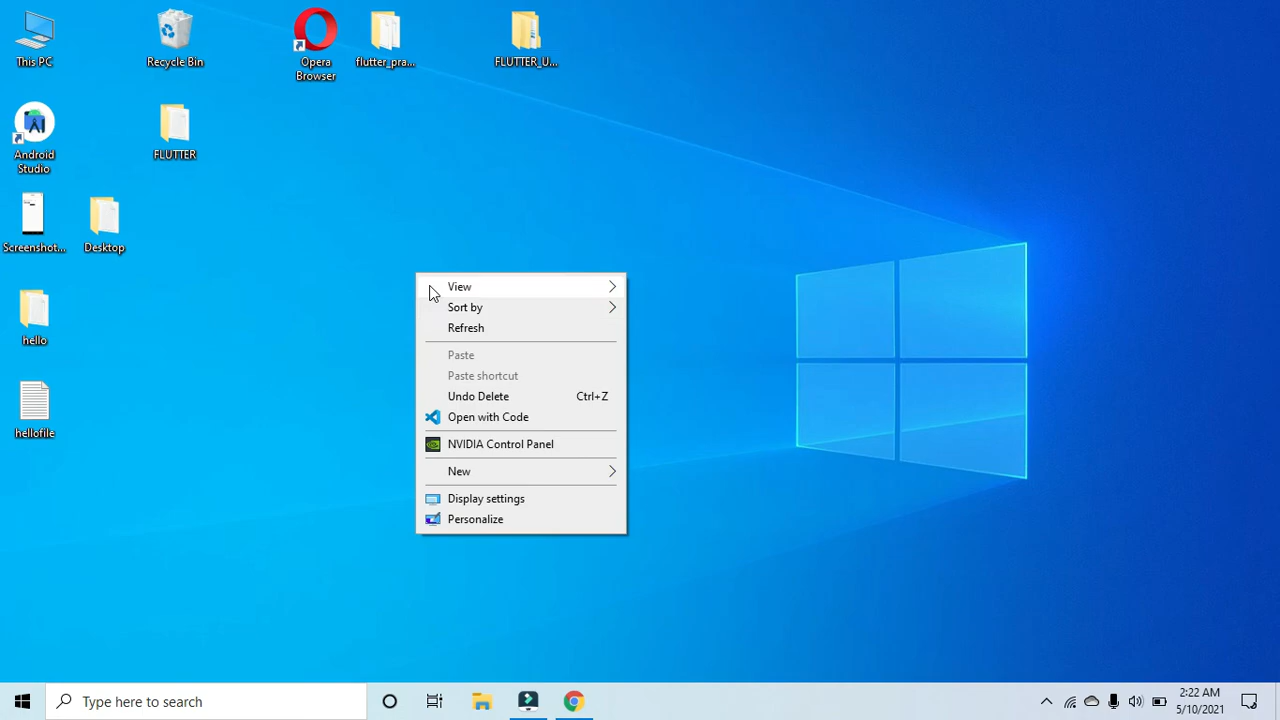 This PC
Recycle Bin
Opera
Browser
flutter_pra...
FLUTTER_U...
Android
Studio
FLUTTER
Screenshot...
Desktop
hello
hellofile
View
Sort by
Refresh
Paste
Paste shortcut
Undo Delete Ctrl+Z
Open with Code
NVIDIA Control Panel
New
Display settings
Personalize
Type here to search
2:22 AM
5/10/2021